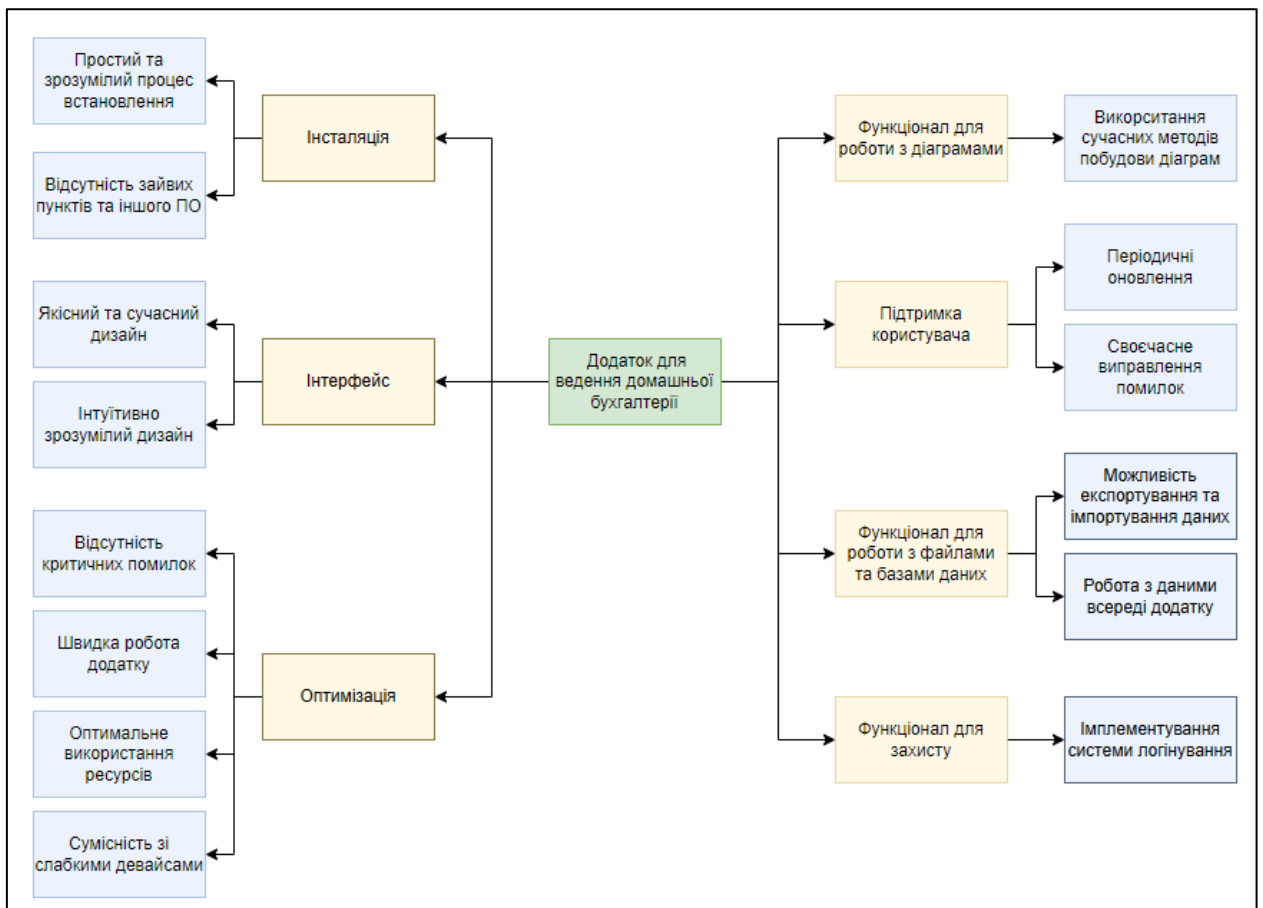 Простий та
зрозумілий процес
встановлення
Відсутність зайвих
пунктів та іншого ПО
Інсталяція
Якісний та сучасний
дизайн
Інтуїтивно
зрозумілий дизайн
Інтерфейс
Відсутність
критичних помилок
Швидка робота
додатку
Оптимальне
використання
ресурсів
Сумісність зі
слабкими девайсами
Оптимізація
Додаток для
ведення домашньої
бухгалтерії
Функціонал для
роботи з діаграмами
Викорситання
сучасних методів
побудови діаграм
Підтримка
користувача
Періодичні
оновлення
Своєчасне
виправлення
помилок
Функціонал для
роботи з файлами
та базами даних
Можливість
експортування та
імпортування даних
Робота з даними
всереді додатку
Функціонал для
захисту
Імплементування
системи логінування